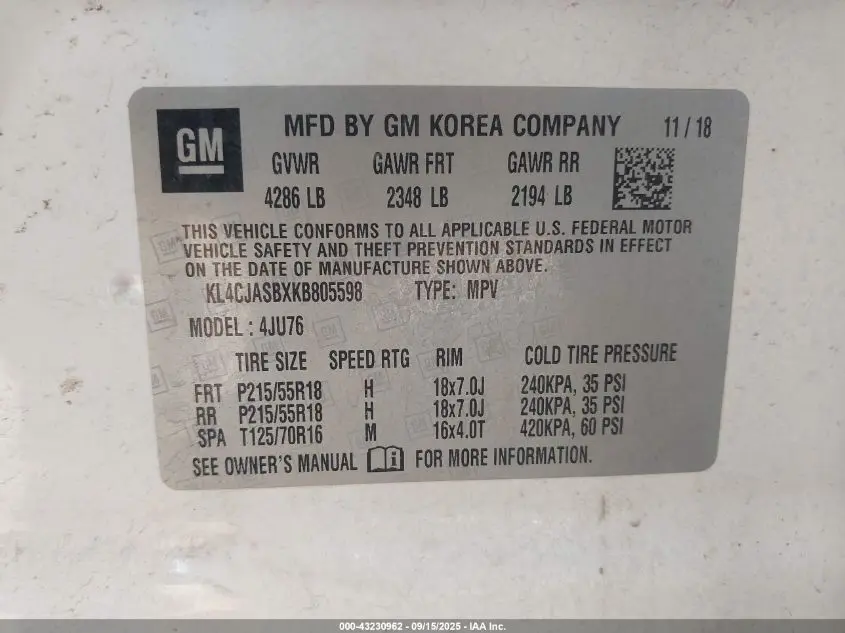 GM
MFD BY GM KOREA COMPANY 11 / 18
GVWR GAWR FRT GAWR RR
4286 LB 2348 LB 2194 LB
THIS VEHICLE CONFORMS TO ALL APPLICABLE U.S. FEDERAL MOTOR
VEHICLE SAFETY AND THEFT PREVENTION STANDARDS IN EFFECT
ON THE DATE OF MANUFACTURE SHOWN ABOVE.
KL4CJASBXKB805598 TYPE: MPV
MODEL : 4JU76
TIRE SIZE SPEED RTG RIM COLD TIRE PRESSURE
FRT P215/55R18 H 18x7.0J 240KPA, 35 PSI
RR P215/55R18 H 18x7.0J 240KPA, 35 PSI
SPA T125/70R16 M 16x4.0T 420KPA, 60 PSI
SEE OWNER'S MANUAL i FOR MORE INFORMATION.
000-43230962 - 09/15/2025 - IAA Inc.